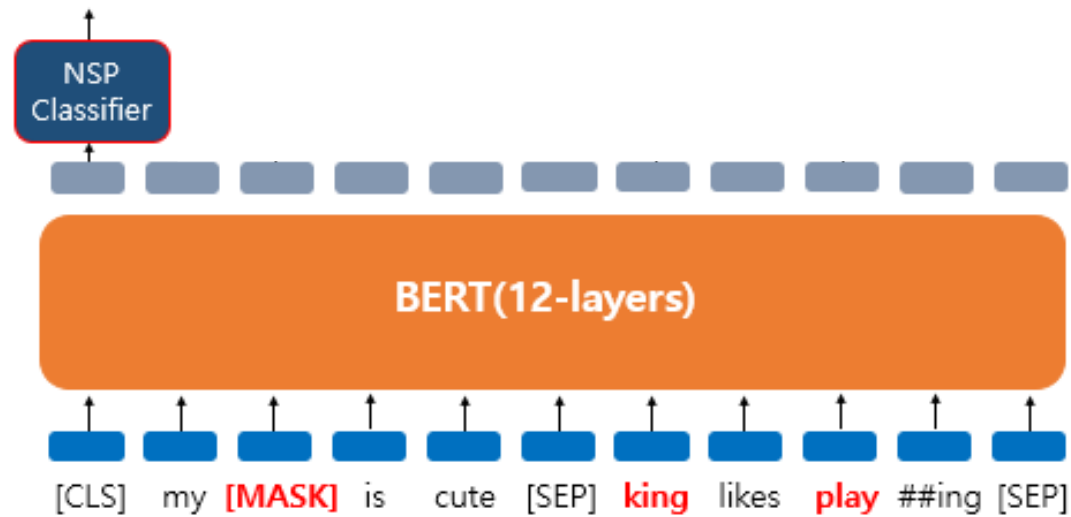 NSP
Classifier
BERT(12-layers)
[CLS] my [MASK] is cute [SEP] king likes play ##ing [SEP]